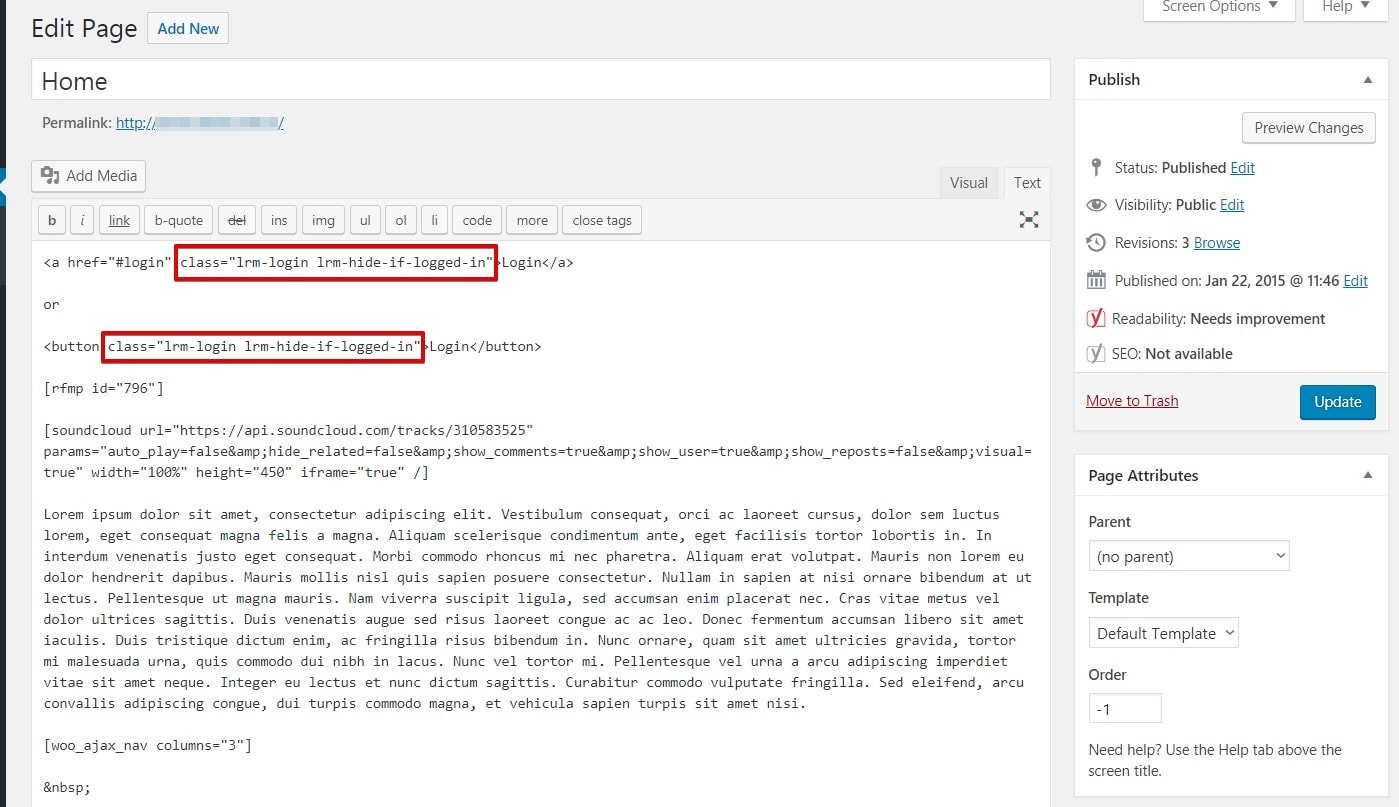 Screen Options ▼ Help ▼
Edit Page Add New
Home
Permalink: http:// /
Add Media
Visual Text
b i link b-quote del ins img ul ol li code more close tags
<a href="#login" class="lrm-login lrm-hide-if-logged-in">Login</a>
or
<button class="lrm-login lrm-hide-if-logged-in">Login</button>
[rfmp id="796"]
[soundcloud url="https://api.soundcloud.com/tracks/310583525"
params="auto_play=false&amp;hide_related=false&amp;show_comments=true&amp;show_user=true&amp;show_reposts=false&amp;visual=
true" width="100%" height="450" iframe="true" /]
Lorem ipsum dolor sit amet, consectetur adipiscing elit. Vestibulum consequat, orci ac laoreet cursus, dolor sem luctus
lorem, eget consequat magna felis a magna. Aliquam scelerisque condimentum ante, eget facilisis tortor lobortis in. In
interdum venenatis justo eget consequat. Morbi commodo rhoncus mi nec pharetra. Aliquam erat volutpat. Mauris non lorem eu
dolor hendrerit dapibus. Mauris mollis nisl quis sapien posuere consectetur. Nullam in sapien at nisi ornare bibendum at ut
lectus. Pellentesque ut magna mauris. Nam viverra suscipit ligula, sed accumsan enim placerat nec. Cras vitae metus vel
dolor ultrices sagittis. Duis venenatis augue sed risus laoreet congue ac ac leo. Donec fermentum accumsan libero sit amet
iaculis. Duis tristique dictum enim, ac fringilla risus bibendum in. Nunc ornare, quam sit amet ultricies gravida, tortor
mi malesuada urna, quis commodo dui nibh in lacus. Nunc vel tortor mi. Pellentesque vel urna a arcu adipiscing imperdiet
vitae sit amet neque. Integer eu lectus et nunc dictum sagittis. Curabitur commodo vulputate fringilla. Sed eleifend, arcu
convallis adipiscing congue, dui turpis commodo magna, et vehicula sapien turpis sit amet nisi.
[woo_ajax_nav columns="3"]
&nbsp;
Publish
Preview Changes
Status: Published Edit
Visibility: Public Edit
Revisions: 3 Browse
Published on: Jan 22, 2015 @ 11:46 Edit
Readability: Needs improvement
SEO: Not available
Move to Trash Update
Page Attributes
Parent
(no parent)
Template
Default Template
Order
-1
Need help? Use the Help tab above the
screen title.